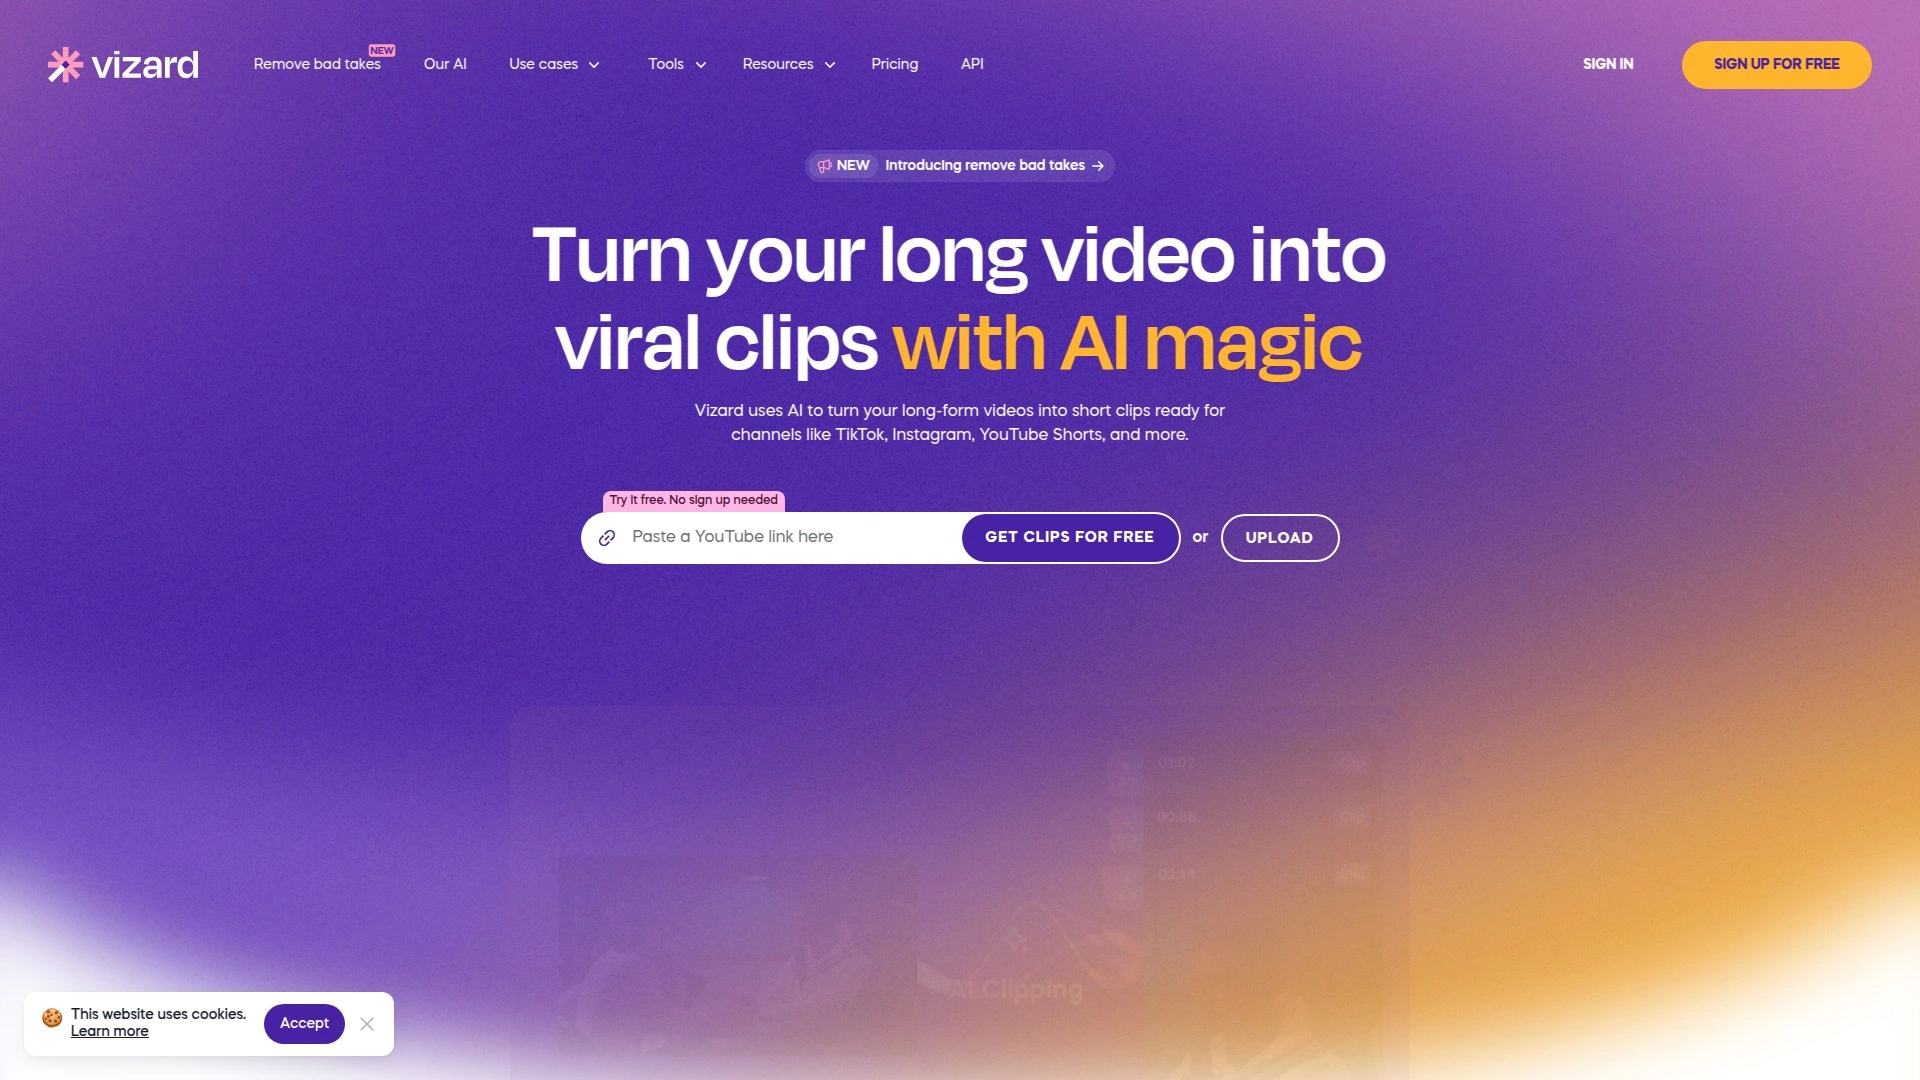 vizard
Remove bad takes
NEW
Our AI
Use cases
Tools
Resources
Pricing
API
SIGN IN
SIGN UP FOR FREE
NEW Introducing remove bad takes →
Turn your long video into
viral clips with AI magic
Vizard uses AI to turn your long-form videos into short clips ready for
channels like TikTok, Instagram, YouTube Shorts, and more.
Try it free. No sign up needed
Paste a YouTube link here
GET CLIPS FOR FREE
or
UPLOAD
01:02
Clip
00:56
Clip
02:14
Clip
AI Clipping
This website uses cookies.
Learn more
Accept